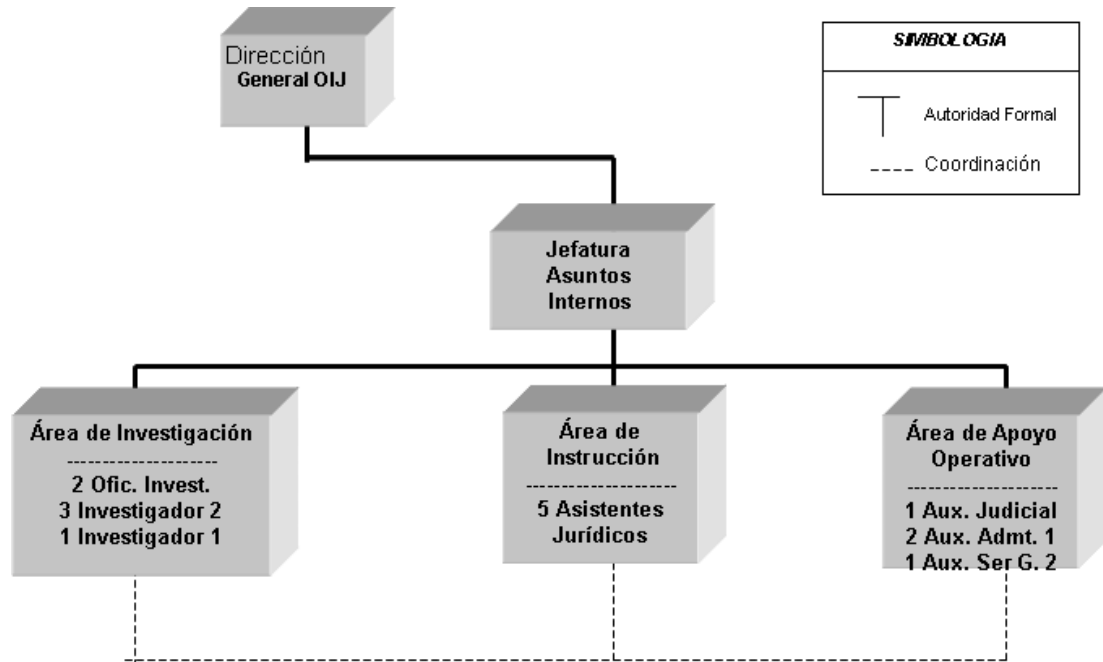 Dirección
General OIJ
SIMBOLOGIA
Autoridad Formal
Coordinación
Jefatura
Asuntos
Internos
Área de Investigación
---------------------
2 Ofic. Invest.
3 Investigador 2
1 Investigador 1
Área de
Instrucción
---------------------
5 Asistentes
Jurídicos
Área de Apoyo
Operativo
---------------------
1 Aux. Judicial
2 Aux. Admt. 1
1 Aux. Ser G. 2